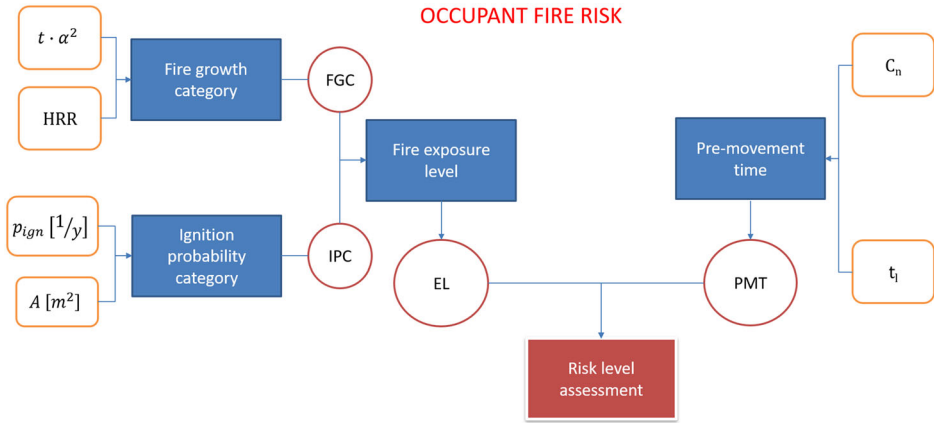 OCCUPANT FIRE RISK
t · α²
HRR
Fire growth
category
FGC
p_ign [1/y]
A [m²]
Ignition
probability
category
IPC
Fire exposure
level
EL
Pre-movement
time
PMT
Cₙ
tₗ
Risk level
assessment